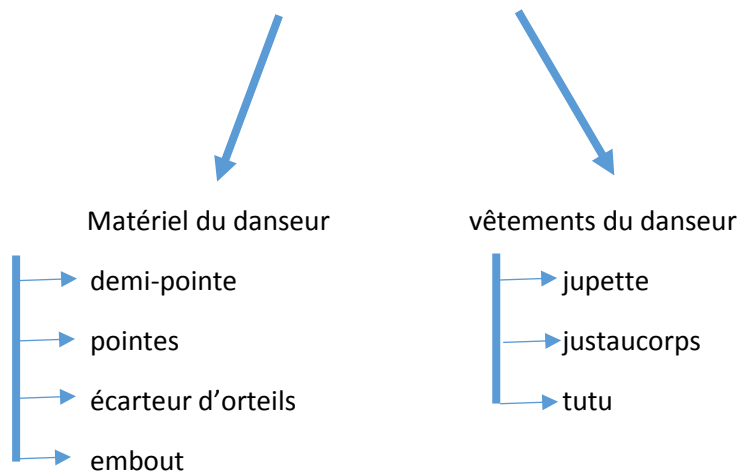 Matériel du danseur
demi-pointe
pointes
écarteur d’orteils
embout
vêtements du danseur
jupette
justaucorps
tutu